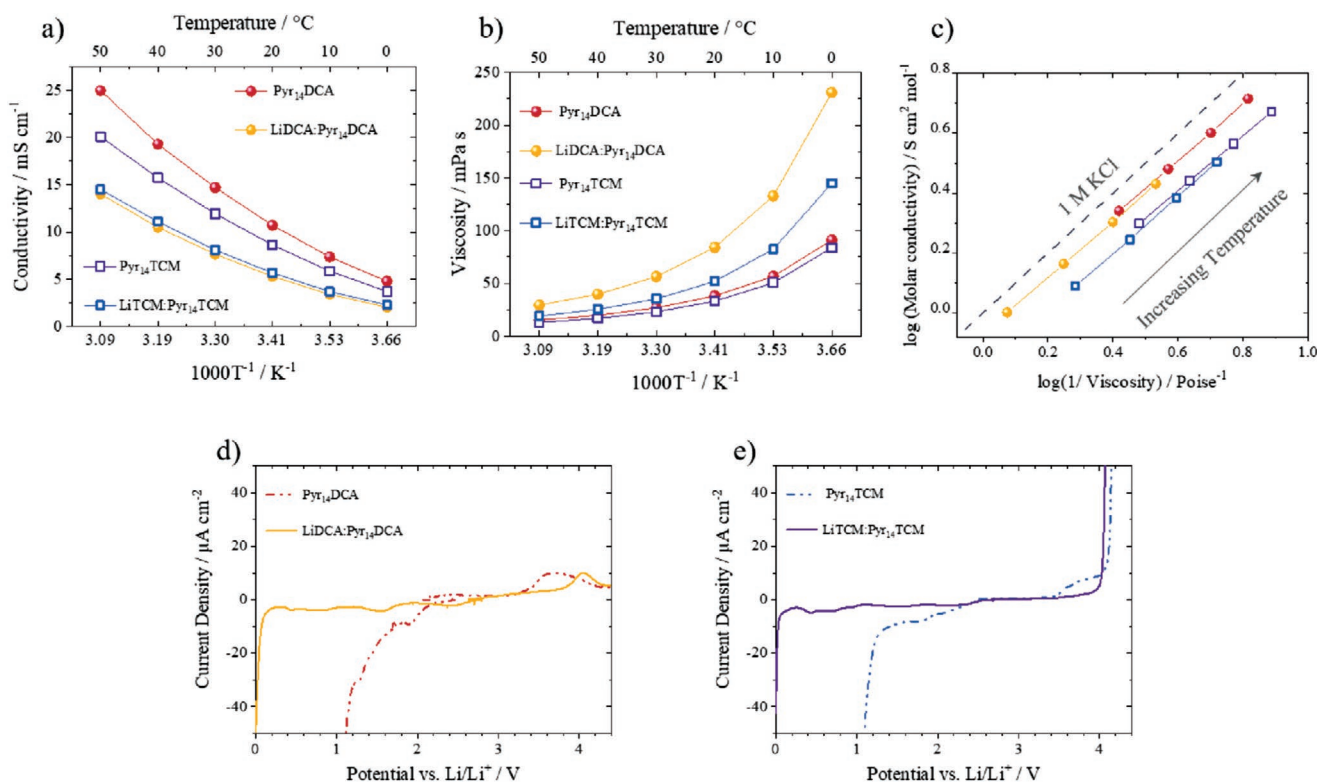 a)
Temperature / °C
50 40 30 20 10 0
Conductivity / mS cm⁻¹
30
25
20
15
10
5
0
Pyr₁₄DCA
LiDCA:Pyr₁₄DCA
Pyr₁₄TCM
LiTCM:Pyr₁₄TCM
3.09 3.19 3.30 3.41 3.53 3.66
1000T⁻¹ / K⁻¹
b)
Temperature / °C
50 40 30 20 10 0
Viscosity / mPa s
250
200
150
100
50
0
Pyr₁₄DCA
LiDCA:Pyr₁₄DCA
Pyr₁₄TCM
LiTCM:Pyr₁₄TCM
3.09 3.19 3.30 3.41 3.53 3.66
1000T⁻¹ / K⁻¹
c)
log (Molar conductivity) / S cm² mol⁻¹
0.8
0.6
0.4
0.2
0.0
1 M KCl
Increasing Temperature
0.0 0.2 0.4 0.6 0.8 1.0
log(1/ Viscosity) / Poise⁻¹
d)
Current Density / µA cm⁻²
40
20
0
-20
-40
Pyr₁₄DCA
LiDCA:Pyr₁₄DCA
0 1 2 3 4
Potential vs. Li/Li⁺ / V
e)
Current Density / µA cm⁻²
40
20
0
-20
-40
Pyr₁₄TCM
LiTCM:Pyr₁₄TCM
0 1 2 3 4
Potential vs. Li/Li⁺ / V